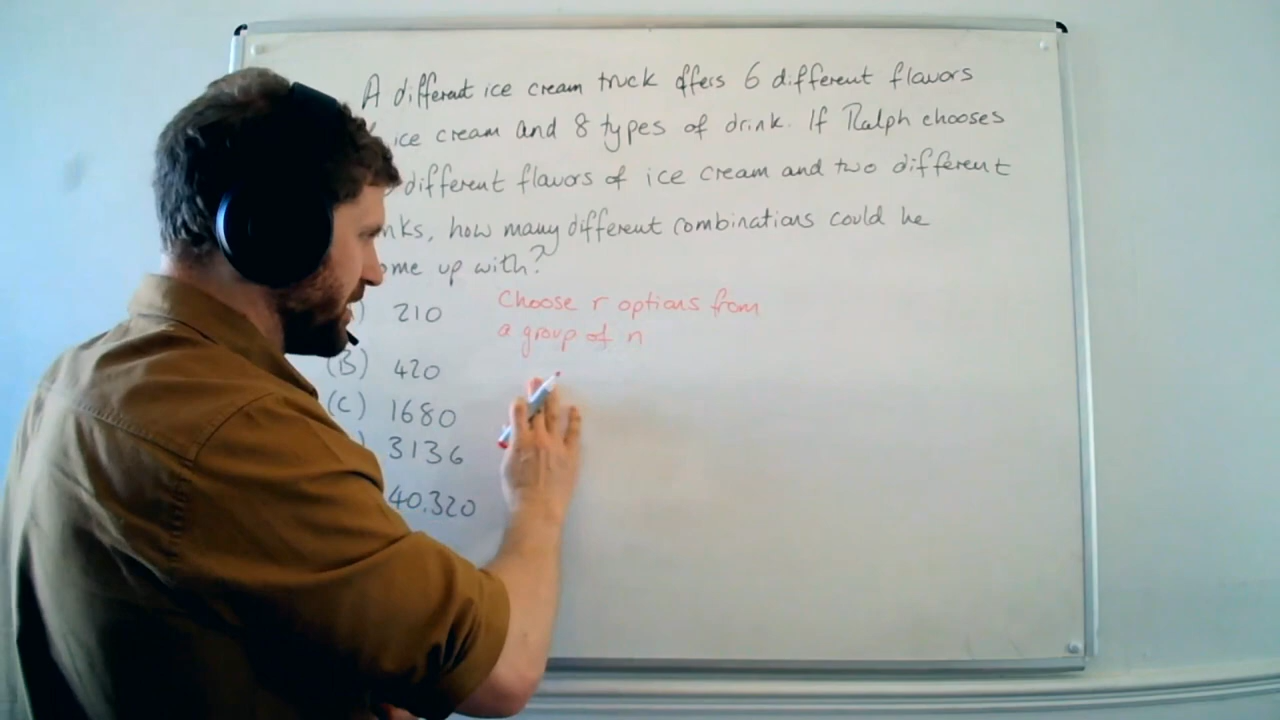 A different ice cream truck offers 6 different flavors
ice cream and 8 types of drink. If Ralph chooses
different flavors of ice cream and two different
how many different combinations could he
up with?
210
Choose r options from
a group of n
(B) 420
(C) 1680
3136
40,320